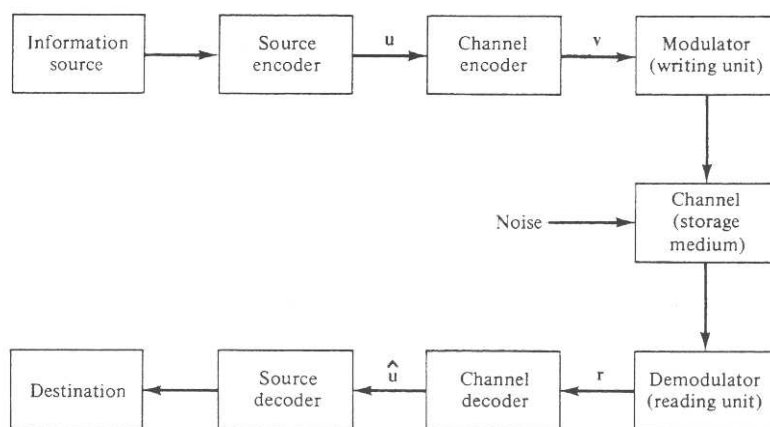 Information
source
Source
encoder
u
Channel
encoder
v
Modulator
(writing unit)
Noise
Channel
(storage
medium)
Destination
Source
decoder
û
Channel
decoder
r
Demodulator
(reading unit)